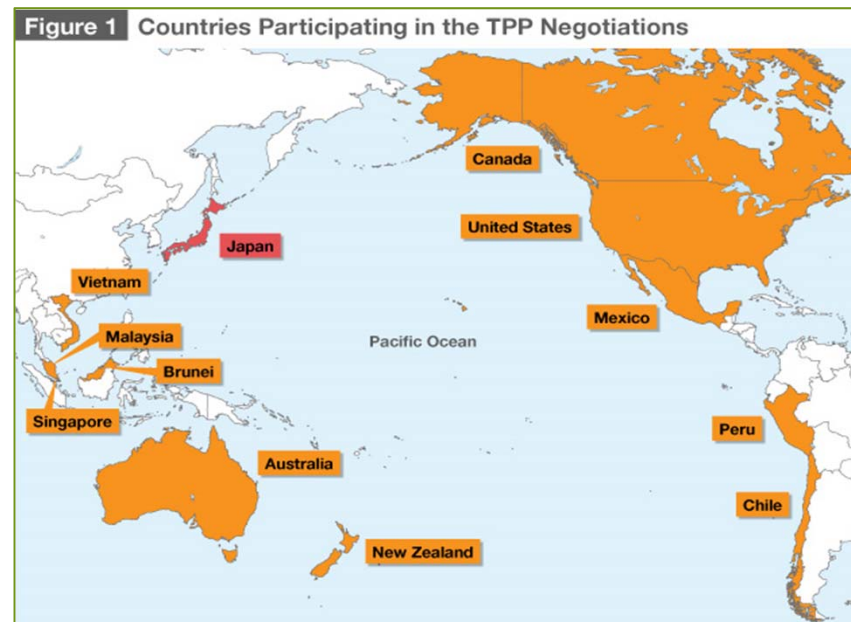 Figure 1 Countries Participating in the TPP Negotiations
Canada
United States
Japan
Vietnam
Mexico
Malaysia
Pacific Ocean
Brunei
Singapore
Peru
Australia
Chile
New Zealand